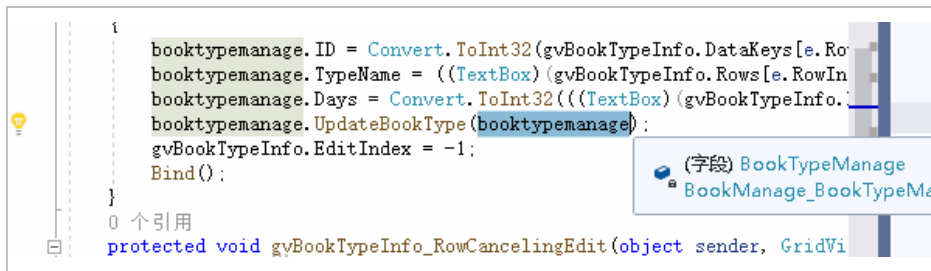 {
booktypemanage.ID = Convert.ToInt32(gvBookTypeInfo.DataKeys[e.Ro
booktypemanage.TypeName = ((TextBox)(gvBookTypeInfo.Rows[e.RowIn
booktypemanage.Days = Convert.ToInt32(((TextBox)(gvBookTypeInfo.
booktypemanage.UpdateBookType(booktypemanage);
gvBookTypeInfo.EditIndex = -1;
(字段) BookTypeManage
Bind();
BookManage_BookTypeMa
}
0 个引用
protected void gvBookTypeInfo_RowCancelingEdit(object sender, GridVi